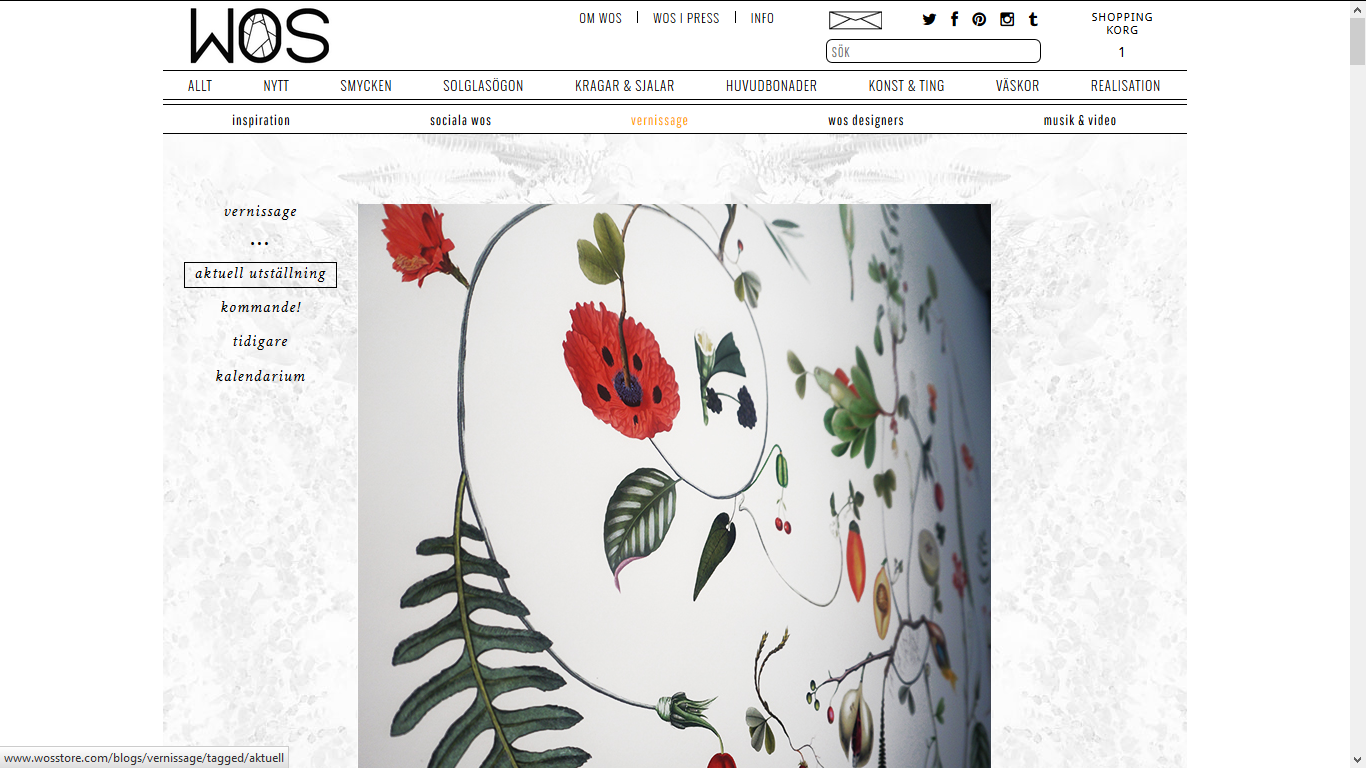 WOS
OM WOS
WOS I PRESS
INFO
SHOPPING
KORG
1
SÖK
ALLT
NYTT
SMYCKEN
SOLGLASÖGON
KRAGAR & SJALAR
HUVUDBONADER
KONST & TING
VÄSKOR
REALISATION
inspiration
sociala wos
vernissage
wos designers
musik & video
vernissage
...
aktuell utställning
kommande!
tidigare
kalendarium
www.wosstore.com/blogs/vernissage/tagged/aktuell